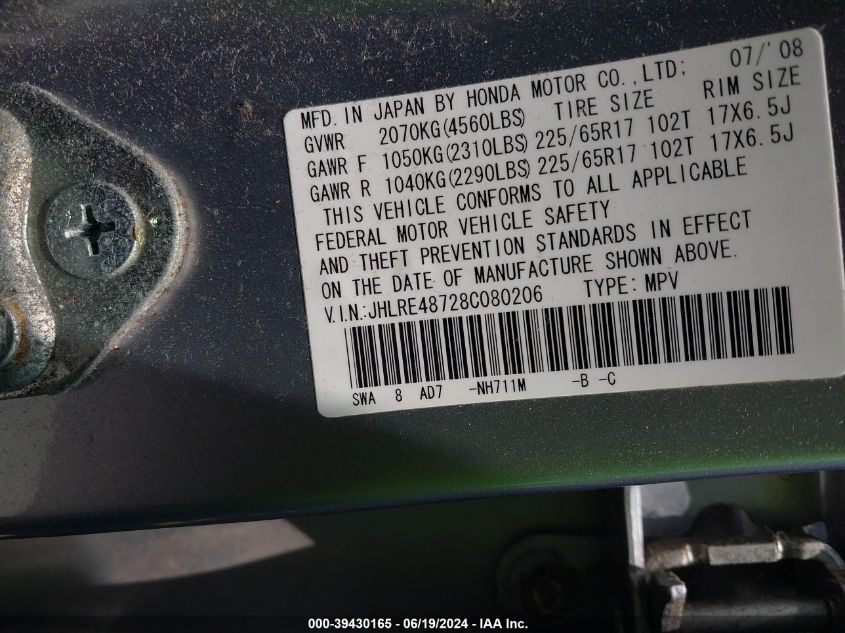 MFD. IN JAPAN BY HONDA MOTOR CO.,LTD; 07/'08
GVWR 2070KG(4560LBS) TIRE SIZE RIM SIZE
GAWR F 1050KG(2310LBS) 225/65R17 102T 17X6.5J
GAWR R 1040KG(2290LBS) 225/65R17 102T 17X6.5J
THIS VEHICLE CONFORMS TO ALL APPLICABLE
FEDERAL MOTOR VEHICLE SAFETY
AND THEFT PREVENTION STANDARDS IN EFFECT
ON THE DATE OF MANUFACTURE SHOWN ABOVE.
V.I.N:JHLRE48728C080206 TYPE: MPV
SWA 8 AD7 -NH711M -B -C
000-39430165 - 06/19/2024 - IAA Inc.